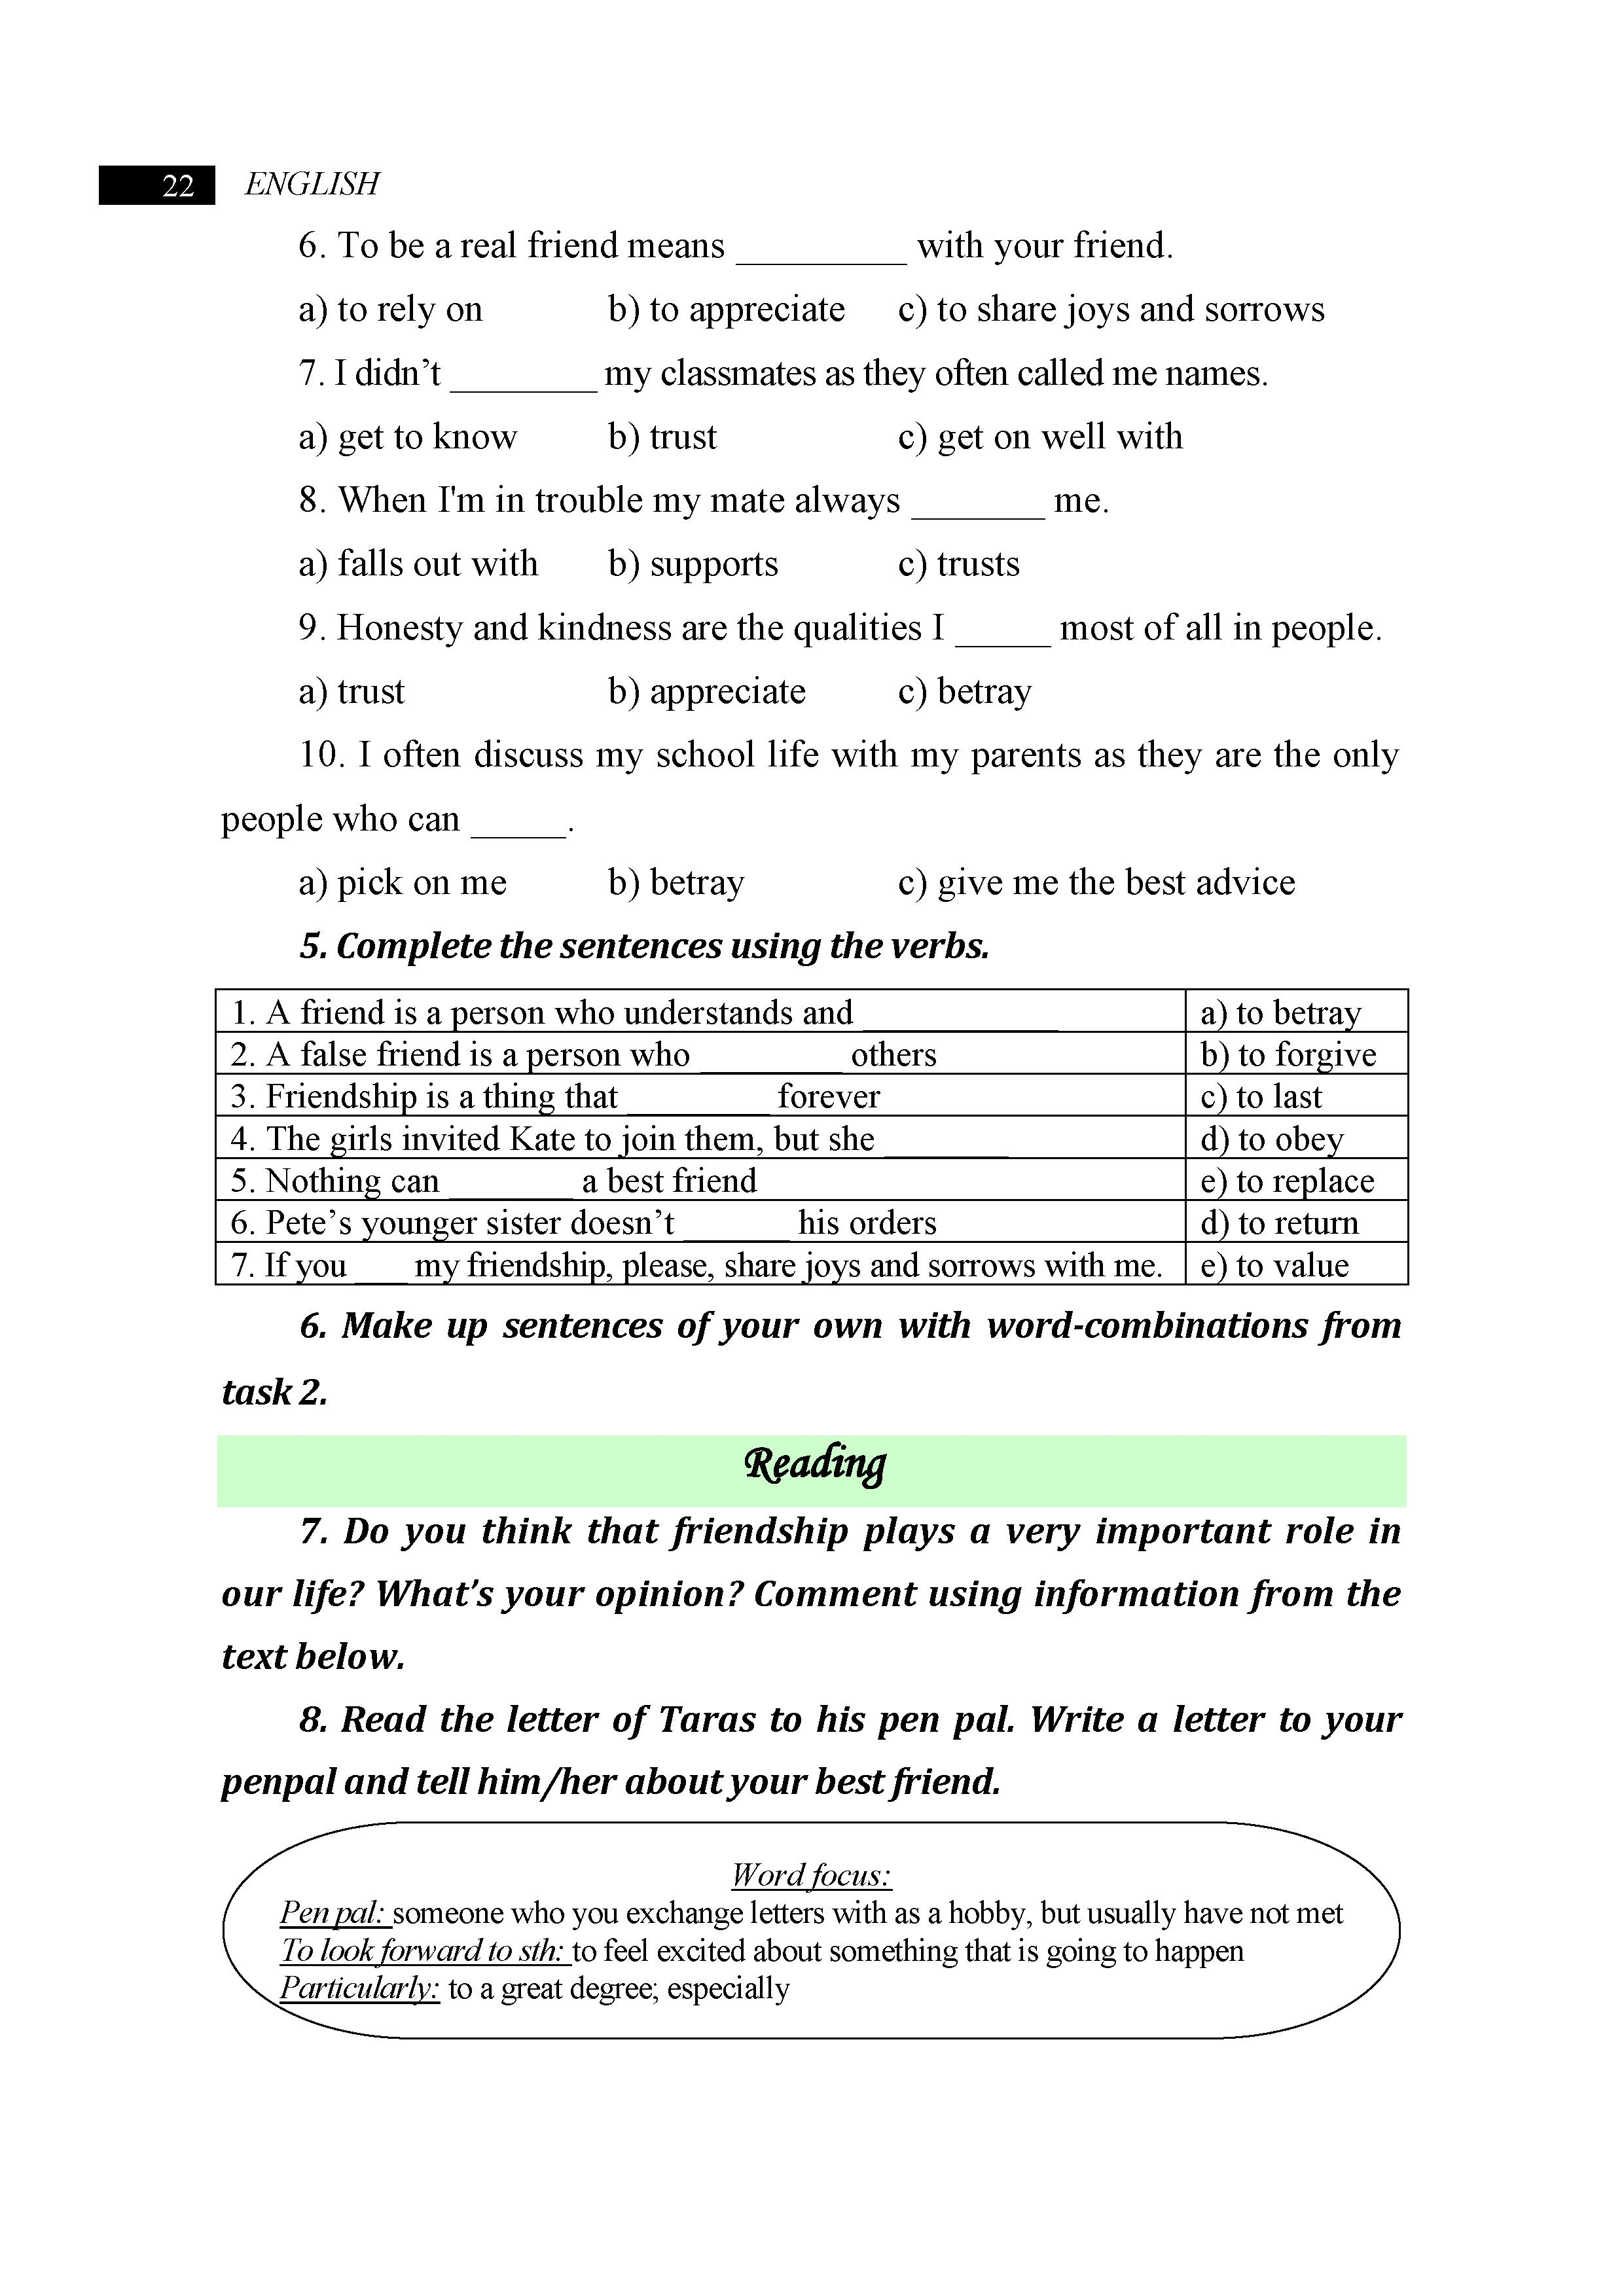 22 ENGLISH
6. To be a real friend means _________ with your friend.
a) to rely on b) to appreciate c) to share joys and sorrows
7. I didn’t ________ my classmates as they often called me names.
a) get to know b) trust c) get on well with
8. When I'm in trouble my mate always _______ me.
a) falls out with b) supports c) trusts
9. Honesty and kindness are the qualities I _____ most of all in people.
a) trust b) appreciate c) betray
10. I often discuss my school life with my parents as they are the only
people who can _____.
a) pick on me b) betray c) give me the best advice
5. Complete the sentences using the verbs.
1. A friend is a person who understands and ___________ a) to betray
2. A false friend is a person who ________ others b) to forgive
3. Friendship is a thing that ________ forever c) to last
4. The girls invited Kate to join them, but she _______ d) to obey
5. Nothing can _______ a best friend e) to replace
6. Pete’s younger sister doesn’t ______ his orders d) to return
7. If you ___ my friendship, please, share joys and sorrows with me. e) to value
6. Make up sentences of your own with word-combinations from
task 2.
Reading
7. Do you think that friendship plays a very important role in
our life? What’s your opinion? Comment using information from the
text below.
8. Read the letter of Taras to his pen pal. Write a letter to your
penpal and tell him/her about your best friend.
Word focus:
Pen pal: someone who you exchange letters with as a hobby, but usually have not met
To look forward to sth: to feel excited about something that is going to happen
Particularly: to a great degree; especially